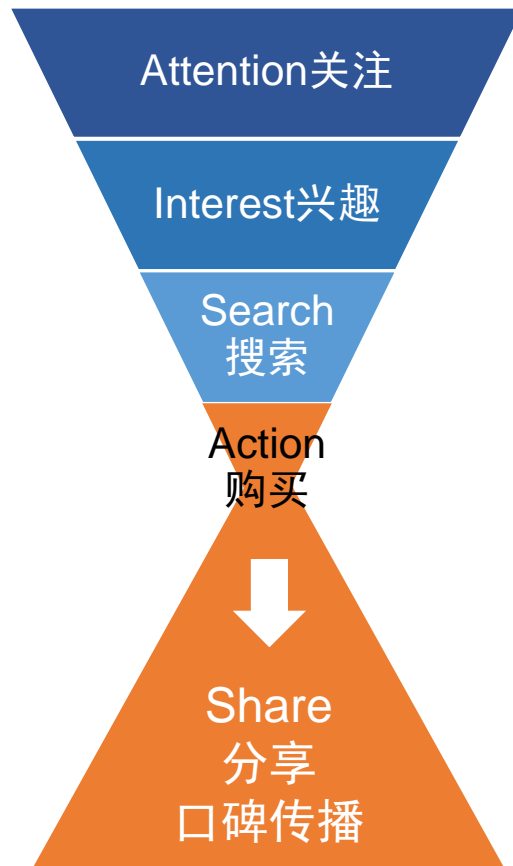 Attention关注
Interest兴趣
Search
搜索
Action
购买
Share
分享
口碑传播